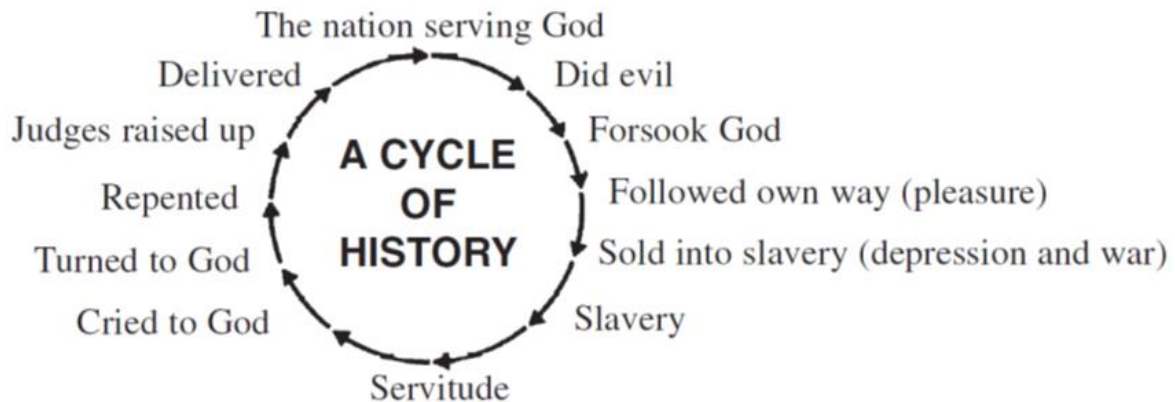 The nation serving God
Did evil
Forsook God
Followed own way (pleasure)
Sold into slavery (depression and war)
Slavery
Servitude
Cried to God
Turned to God
Repented
Judges raised up
Delivered
A CYCLE
OF
HISTORY